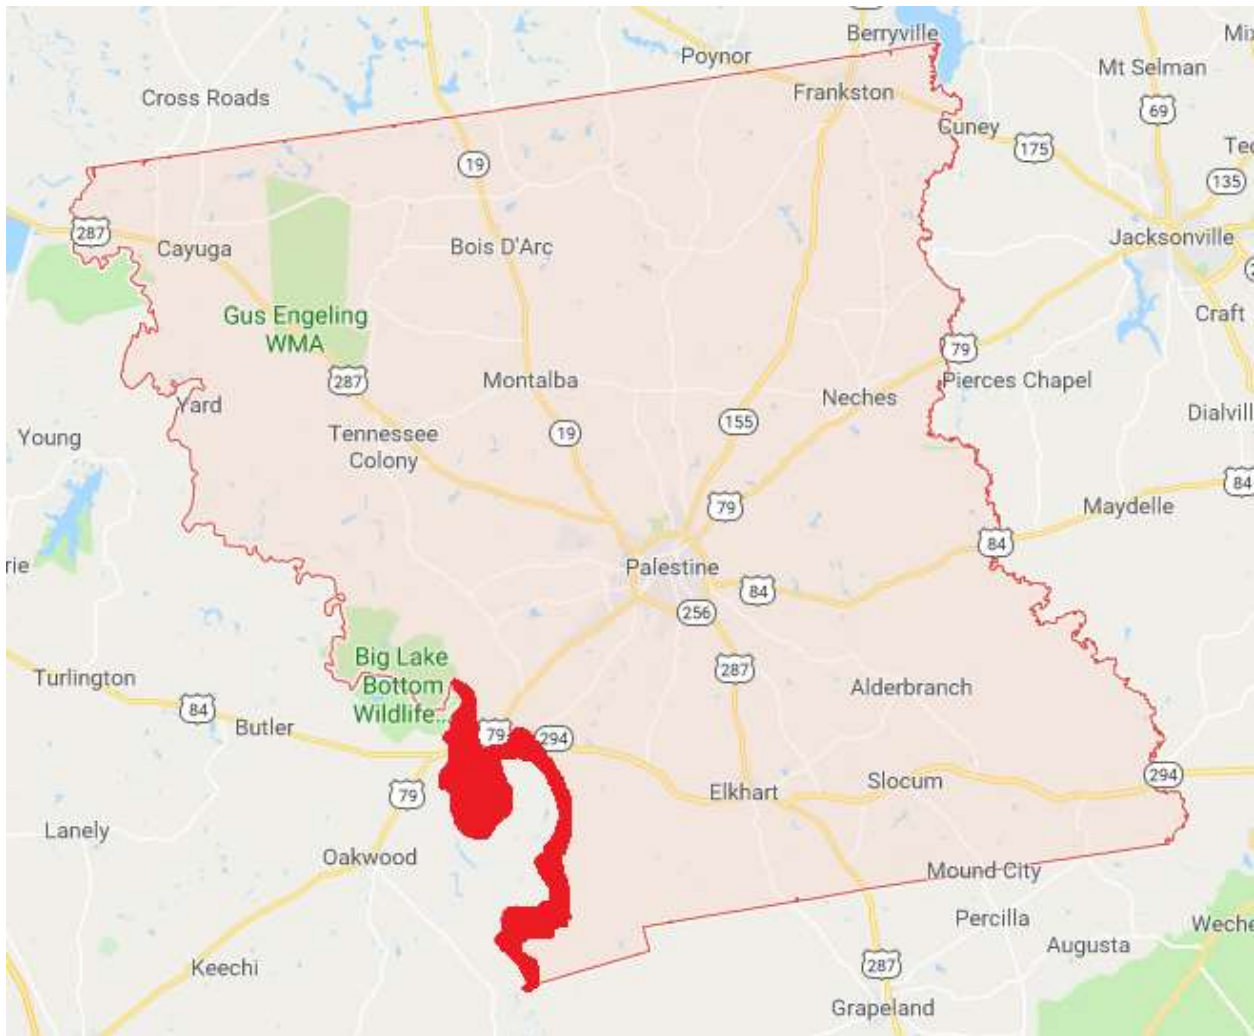 Berryville
Mix
Poynor
Mt Selman
Cross Roads
Frankston
69
Cuney
175
Tec
19
135
287
Cayuga
Bois D'Arc
Jacksonville
Gus Engeling
WMA
Craft
79
287
Montalba
Pierces Chapel
Yard
Neches
Dialvill
155
Young
Tennessee
Colony
19
84
79
Maydelle
84
rie
Palestine
84
256
Big Lake
Bottom
Wildlife...
287
Turlington
Alderbranch
84
Butler
79
294
294
79
Elkhart
Slocum
Lanely
Oakwood
Mound City
Percilla
Weche
Augusta
Keechi
287
Grapeland